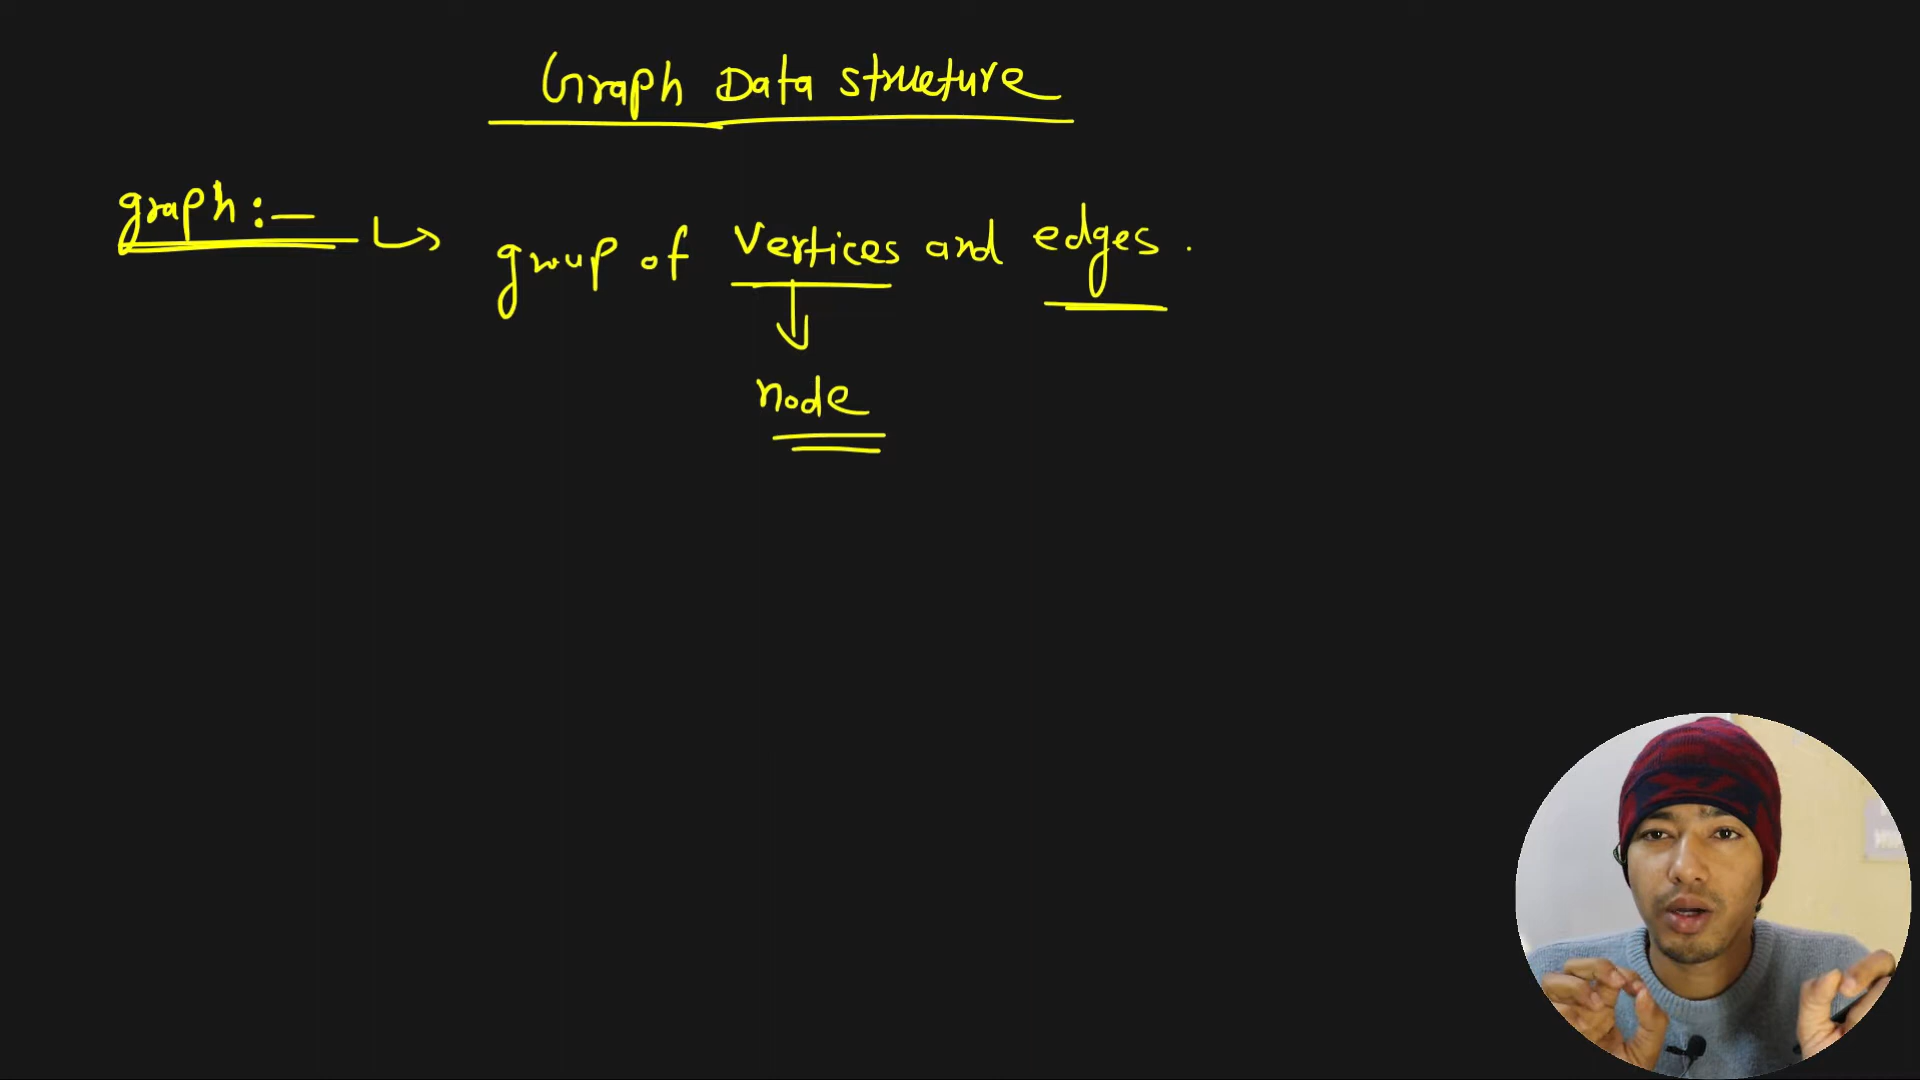 Graph Data structure
graph :- ↳ group of vertices and edges .
↓
node